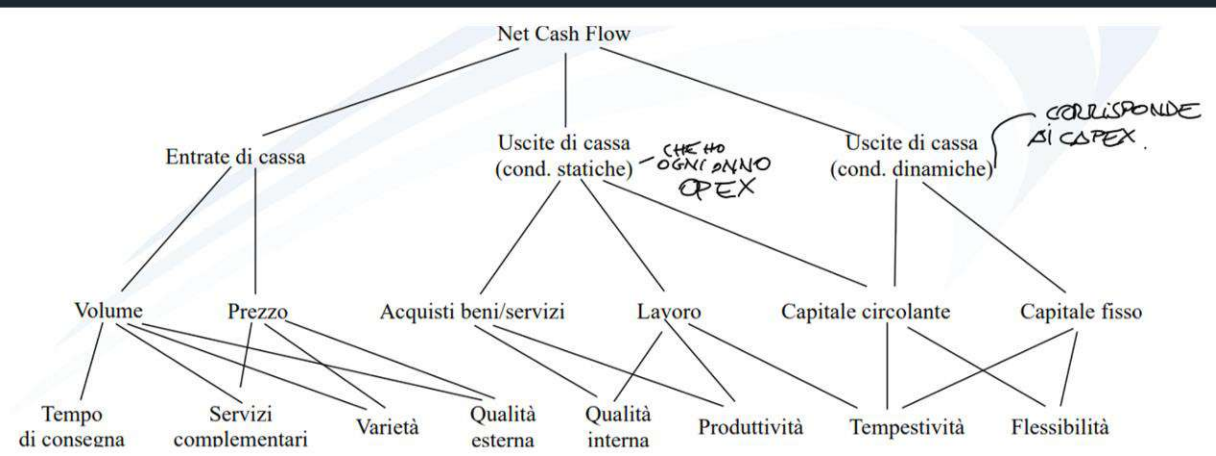 Net Cash Flow
Entrate di cassa
Uscite di cassa
(cond. statiche)
CHE HO
OGNI ANNO
OPEX
Uscite di cassa
(cond. dinamiche)
CORRISPONDE
AI CAPEX.
Volume
Prezzo
Acquisti beni/servizi
Lavoro
Capitale circolante
Capitale fisso
Tempo
di consegna
Servizi
complementari
Varietà
Qualità
esterna
Qualità
interna
Produttività
Tempestività
Flessibilità